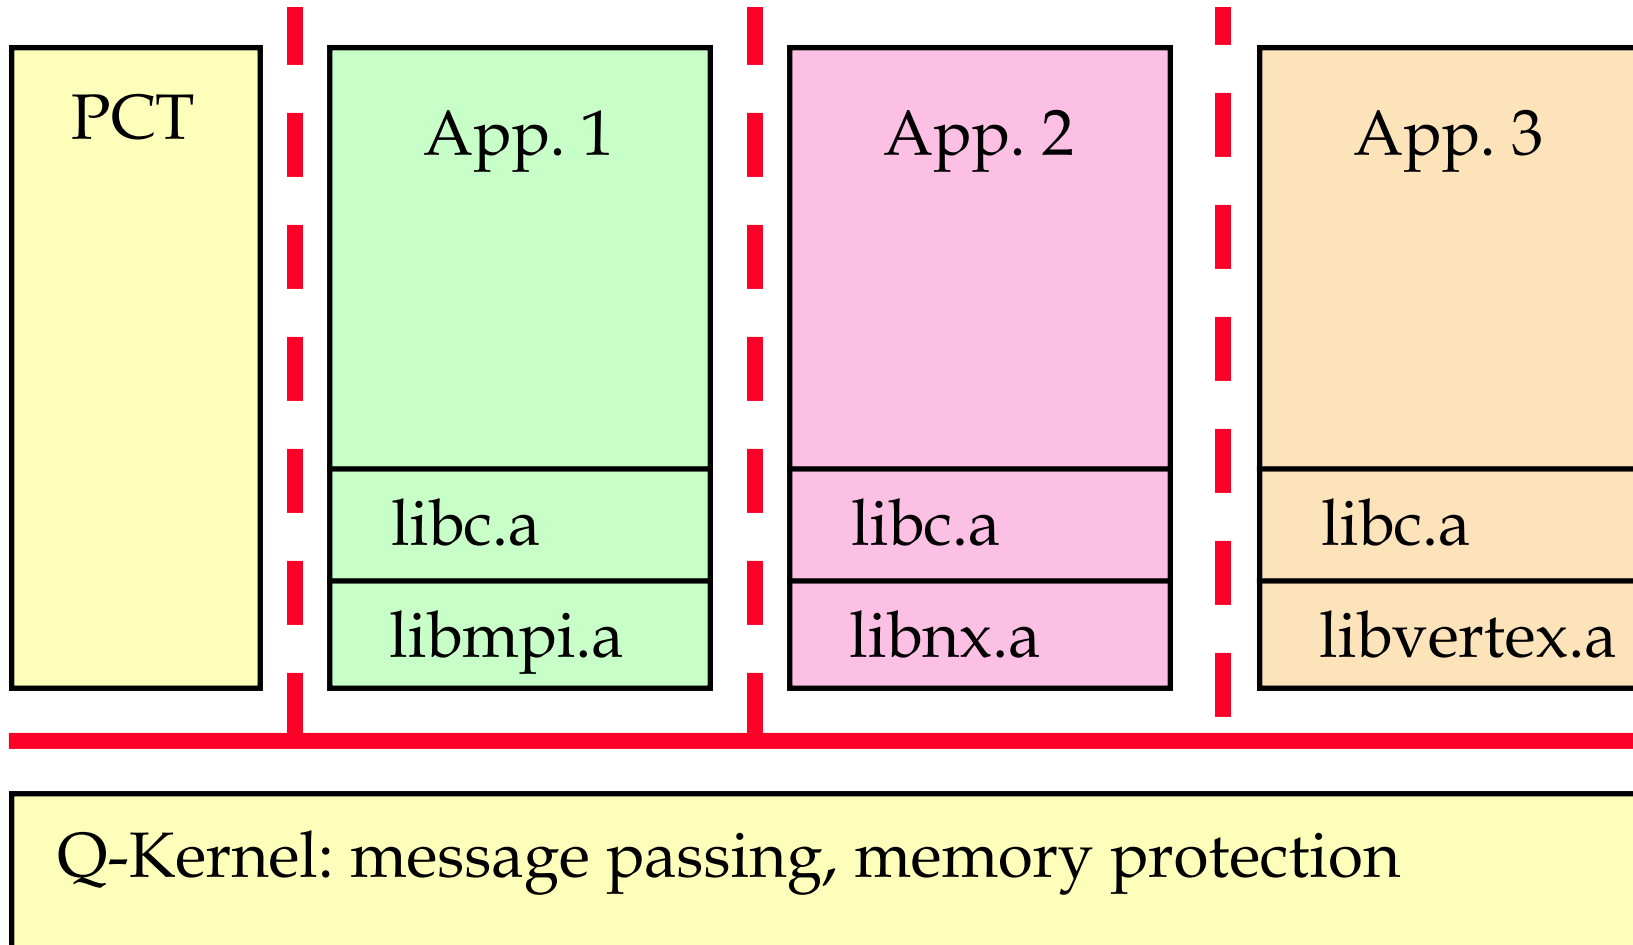 PCT
App. 1
App. 2
App. 3
libc.a
libc.a
libc.a
libmpi.a
libnx.a
libvertex.a
Q-Kernel: message passing, memory protection